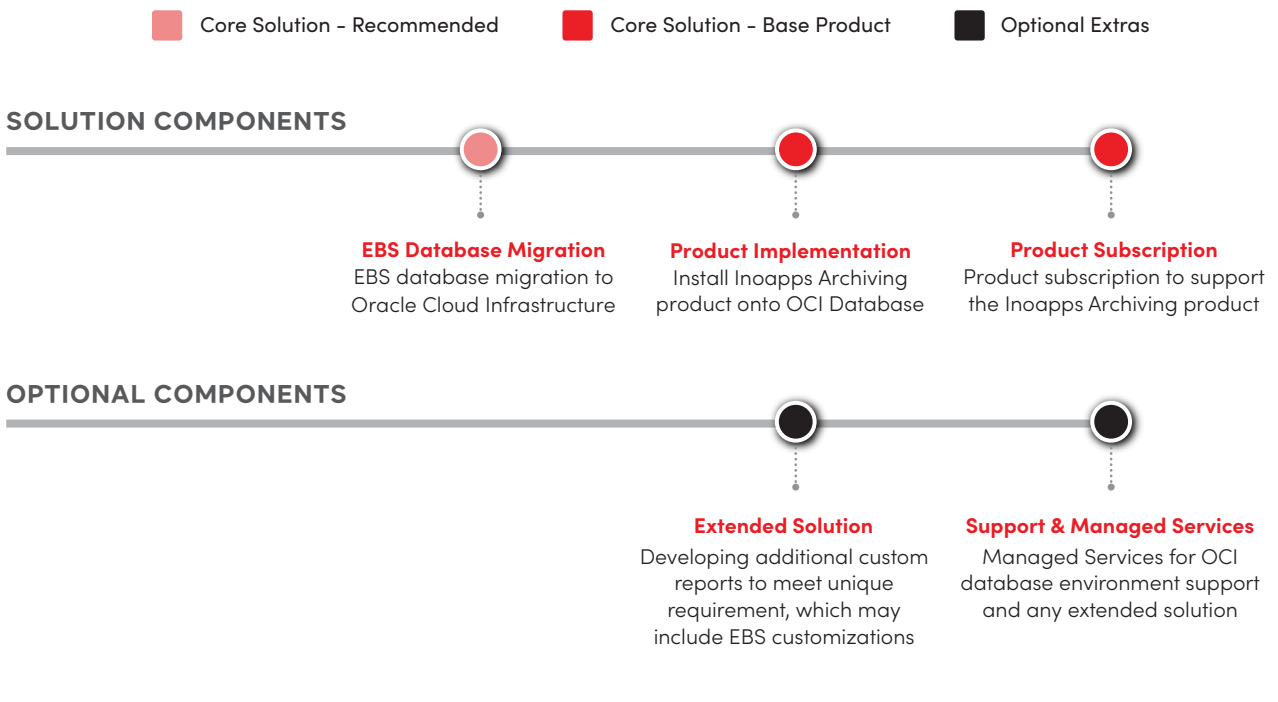 Core Solution - Recommended
Core Solution - Base Product
Optional Extras
SOLUTION COMPONENTS
EBS Database Migration
EBS database migration to
Oracle Cloud Infrastructure
Product Implementation
Install Inoapps Archiving
product onto OCI Database
Product Subscription
Product subscription to support
the Inoapps Archiving product
OPTIONAL COMPONENTS
Extended Solution
Developing additional custom
reports to meet unique
requirement, which may
include EBS customizations
Support & Managed Services
Managed Services for OCI
database environment support
and any extended solution